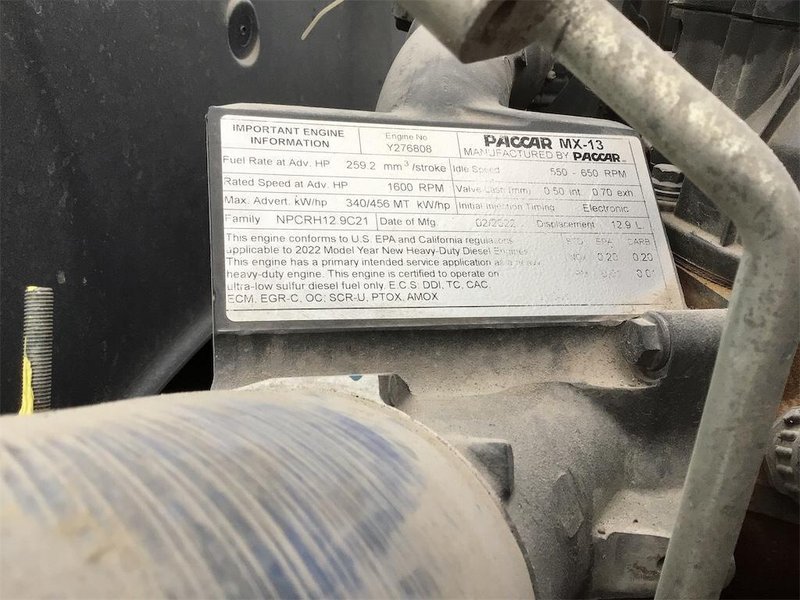 IMPORTANT ENGINE INFORMATION
Engine No Y276808
PACCAR MX-13
MANUFACTURED BY PACCAR
Fuel Rate at Adv. HP 259.2 mm³/stroke
Idle Speed 550 - 650 RPM
Rated Speed at Adv. HP 1600 RPM
Valve Lash (mm) 0.50 int 0.70 exh
Max. Advert. kW/hp 340/456 MT kW/hp
Initial Injection Timing Electronic
Family NPCRH12.9C21
Date of Mfg. 02/2022
Displacement 12.9 L
This engine conforms to U.S. EPA and California regulations
applicable to 2022 Model Year New Heavy-Duty Diesel Engines.
This engine has a primary intended service application as a heavy
heavy-duty engine. This engine is certified to operate on
ultra-low sulfur diesel fuel only. E.C.S: DDI, TC, CAC,
ECM, EGR-C, OC, SCR-U, PTOX, AMOX
STD EPA CARB
NOx 0.20 0.20
PM 0.01 0.01